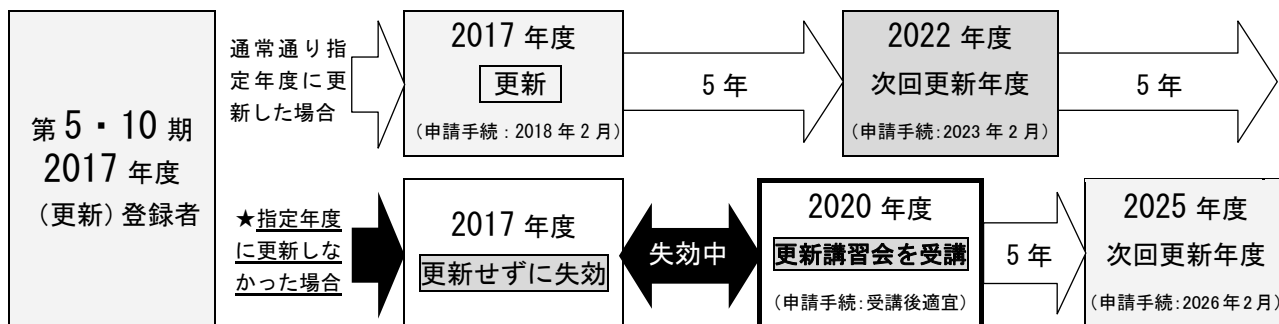 第5・10期
2017年度
（更新）登録者
通常通り指
定年度に更
新した場合
2017年度
更新
（申請手続：2018年2月）
5年
2022年度
次回更新年度
（申請手続：2023年2月）
5年
★指定年度
に更新しな
かった場合
2017年度
更新せずに失効
失効中
2020年度
更新講習会を受講
（申請手続：受講後適宜）
5年
2025年度
次回更新年度
（申請手続：2026年2月）